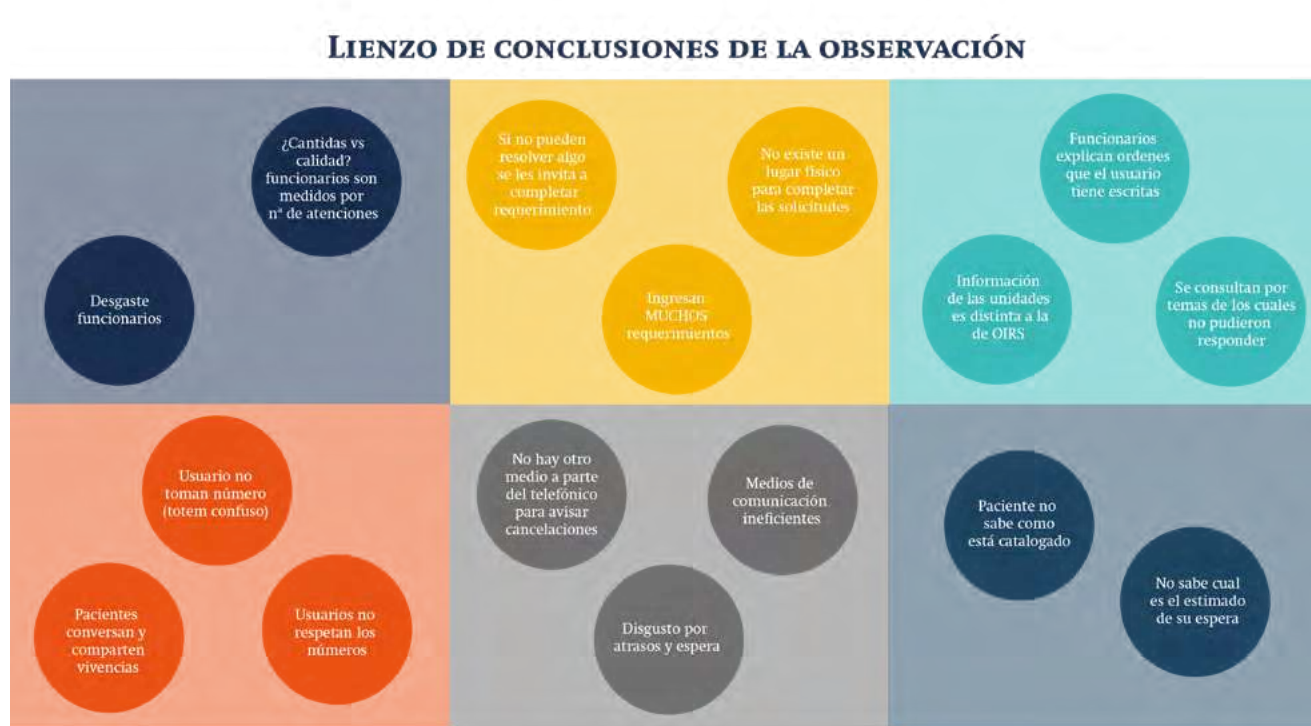 LIENZO DE CONCLUSIONES DE LA OBSERVACIÓN
¿Cantidas vs
calidad?
funcionarios son
medidos por
nª de atenciones
Desgaste
funcionarios
Si no pueden
resolver algo
se les invita a
completar
requerimiento
No existe un
lugar físico
para completar
las solicitudes
Ingresan
MUCHOS
requerimientos
Funcionarios
explican ordenes
que el usuario
tiene escritas
Información
de las unidades
es distinta a la
de OIRS
Se consultan por
temas de los cuales
no pudieron
responder
Usuario no
toman número
(totem confuso)
Pacientes
conversan y
comparten
vivencias
Usuarios no
respetan los
números
No hay otro
medio a parte
del telefónico
para avisar
cancelaciones
Medios de
comunicación
ineficientes
Disgusto por
atrasos y espera
Paciente no
sabe como
está catalogado
No sabe cual
es el estimado
de su espera